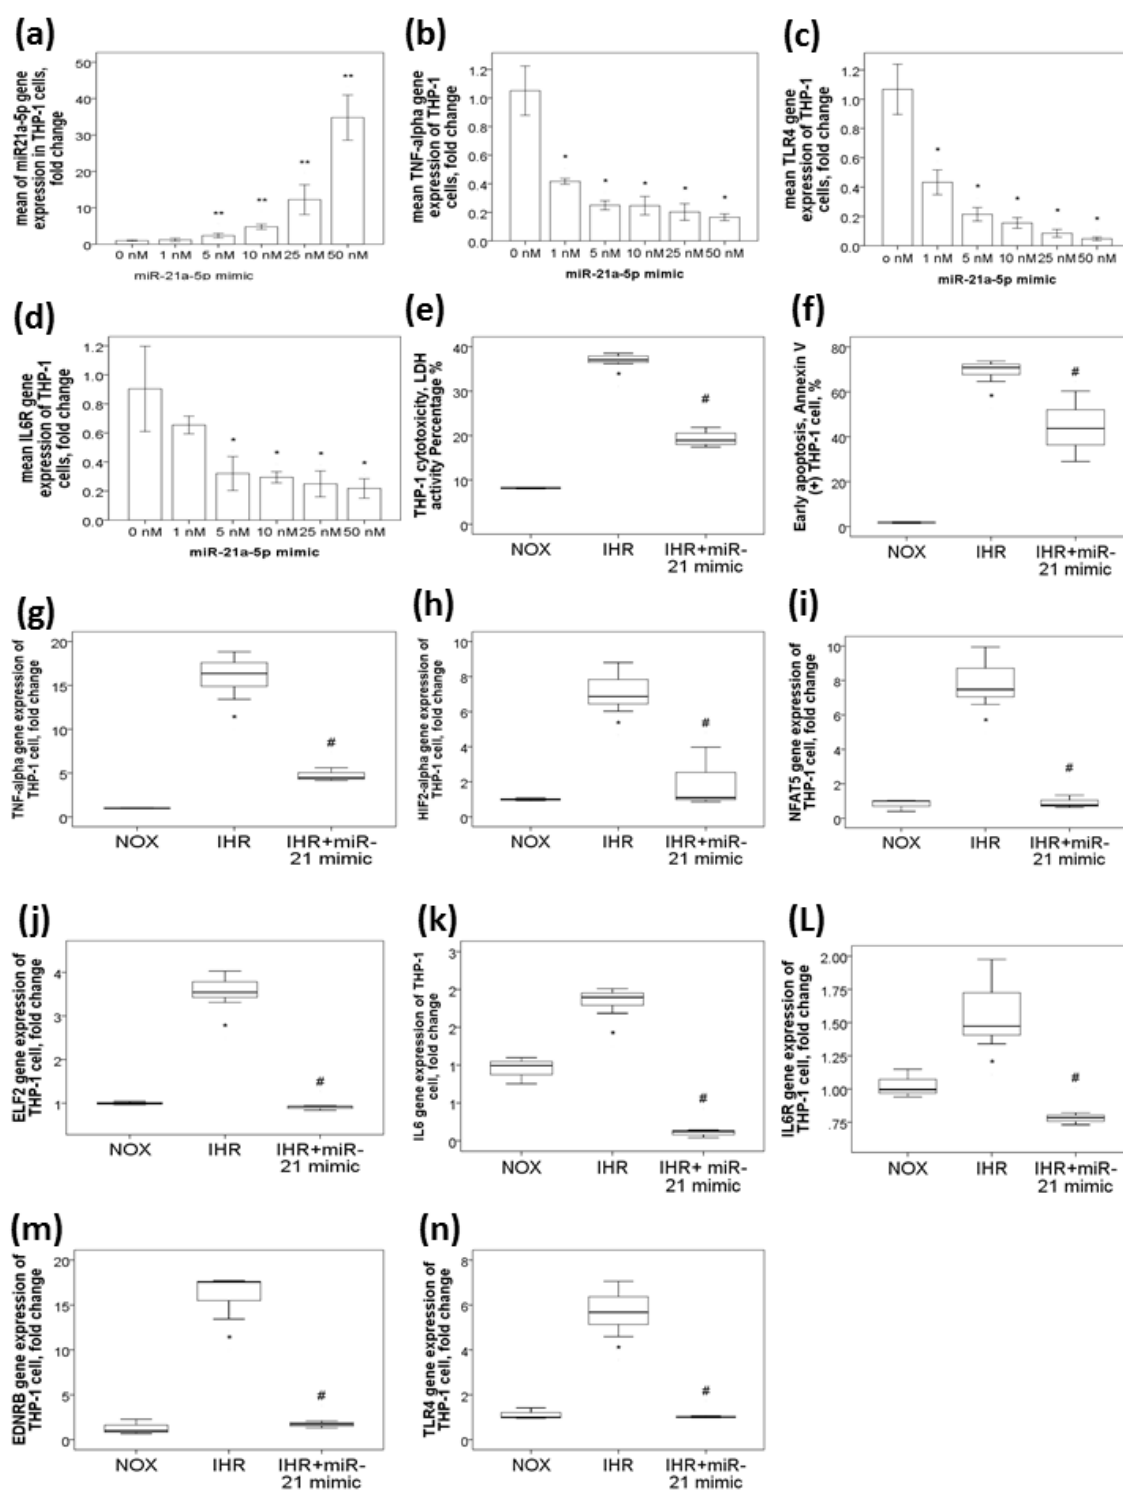 (a)
mean of miR21a-5p gene
expression in THP-1 cells,
fold change
50
40
30
20
10
0
** ** ** **
0 nM 1 nM 5 nM 10 nM 25 nM 50 nM
miR-21a-5p mimic
(b)
mean TNF-alpha gene
expression of THP-1
cells, fold change
1.2
1.0
0.8
0.6
0.4
0.2
0.0
* * * * *
0 nM 1 nM 5 nM 10 nM 25 nM 50 nM
miR-21a-5p mimic
(c)
mean TLR4 gene
expression of THP-1
cells, fold change
1.2
1.0
0.8
0.6
0.4
0.2
0.0
* * * * *
o nM 1 nM 5 nM 10 nM 25 nM 50 nM
miR-21a-5p mimic
(d)
mean IL6R gene
expression of THP-1
cells, fold change
1.2
1.0
0.8
0.6
0.4
0.2
0.0
* * * *
0 nM 1 nM 5 nM 10 nM 25 nM 50 nM
miR-21a-5p mimic
(e)
THP-1 cytotoxicity, LDH
activity Percentage %
40
30
20
10
0
*
#
NOX IHR IHR+miR-
21 mimic
(f)
Early apoptosis, Annexin V
(+) THP-1 cell, %
80
60
40
20
0
*
#
NOX IHR IHR+miR-
21 mimic
(g)
TNF-alpha gene expression of
THP-1 cell, fold change
20
15
10
5
0
*
#
NOX IHR IHR+miR-
21 mimic
(h)
HIF2-alpha gene expression of
THP-1 cell, fold change
10
8
6
4
2
0
*
#
NOX IHR IHR+miR-
21 mimic
(i)
NFAT5 gene expression of
THP-1 cell, fold change
10
8
6
4
2
0
*
#
NOX IHR IHR+miR-
21 mimic
(j)
ELF2 gene expression of
THP-1 cell, fold change
4
3
2
1
*
#
NOX IHR IHR+miR-
21 mimic
(k)
IL6 gene expression of THP-1
cell, fold change
3
2
2
1
1
0
*
#
NOX IHR IHR+ miR-
21 mimic
(L)
IL6R gene expression of
THP-1 cell, fold change
2.00
1.75
1.50
1.25
1.00
.75
*
#
NOX IHR IHR+miR-
21 mimic
(m)
EDNRB gene expression of
THP-1 cell, fold change
20
15
10
5
0
*
#
NOX IHR IHR+miR-
21 mimic
(n)
TLR4 gene expression of
THP-1 cell, fold change
8
6
4
2
0
*
#
NOX IHR IHR+miR-
21 mimic